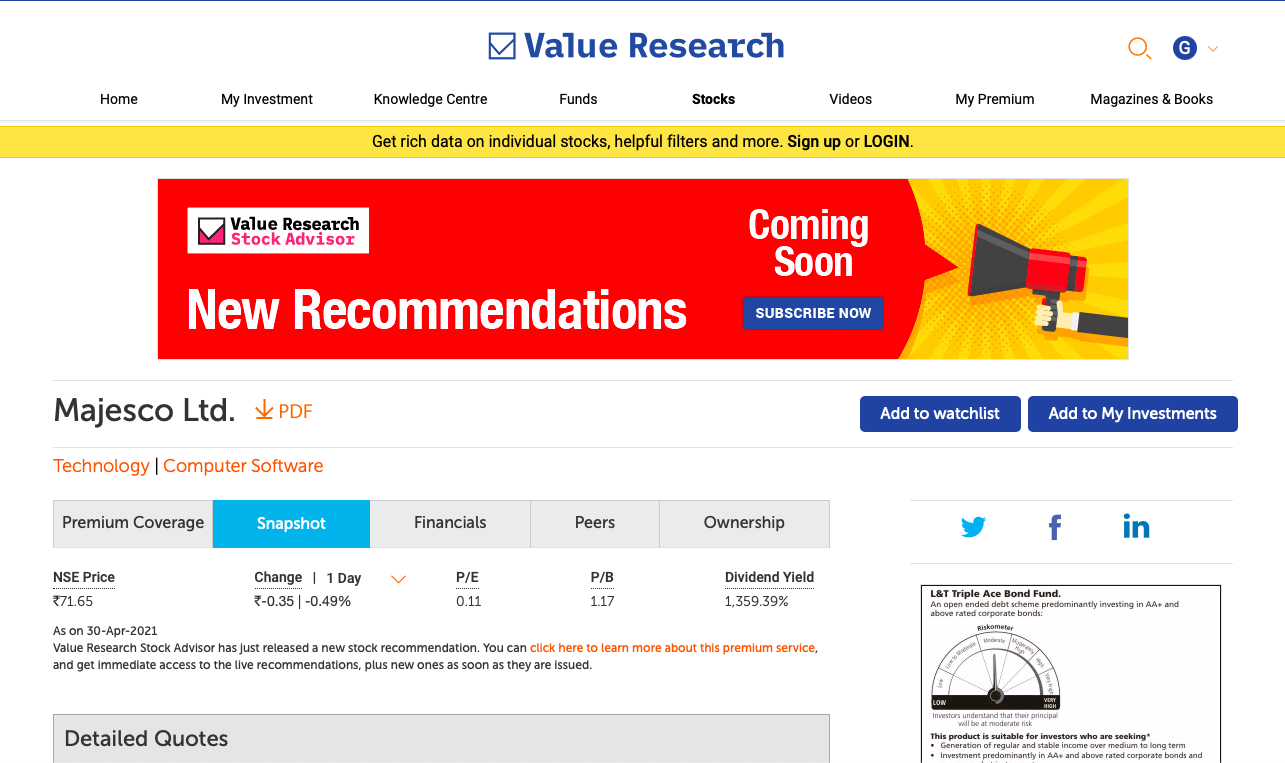 Value Research
G
Home My Investment Knowledge Centre Funds Stocks Videos My Premium Magazines & Books
Get rich data on individual stocks, helpful filters and more. Sign up or LOGIN.
Value Research
Stock Advisor
New Recommendations
Coming
Soon
SUBSCRIBE NOW
Majesco Ltd. PDF
Add to watchlist Add to My Investments
Technology | Computer Software
Premium Coverage Snapshot Financials Peers Ownership
NSE Price Change | 1 Day P/E P/B Dividend Yield
₹71.65 ₹-0.35 | -0.49% 0.11 1.17 1,359.39%
As on 30-Apr-2021
Value Research Stock Advisor has just released a new stock recommendation. You can click here to learn more about this premium service,
and get immediate access to the live recommendations, plus new ones as soon as they are issued.
Detailed Quotes
f in
L&T Triple Ace Bond Fund.
An open ended debt scheme predominantly investing in AA+ and
above rated corporate bonds:
Riskometer
Low
Low to Moderate
Moderate
Moderately High
High
Very High
LOW
VERY HIGH
Investors understand that their principal
will be at moderate risk
This product is suitable for investors who are seeking*
• Generation of regular and stable income over medium to long term
• Investment predominantly in AA+ and above rated corporate bonds and